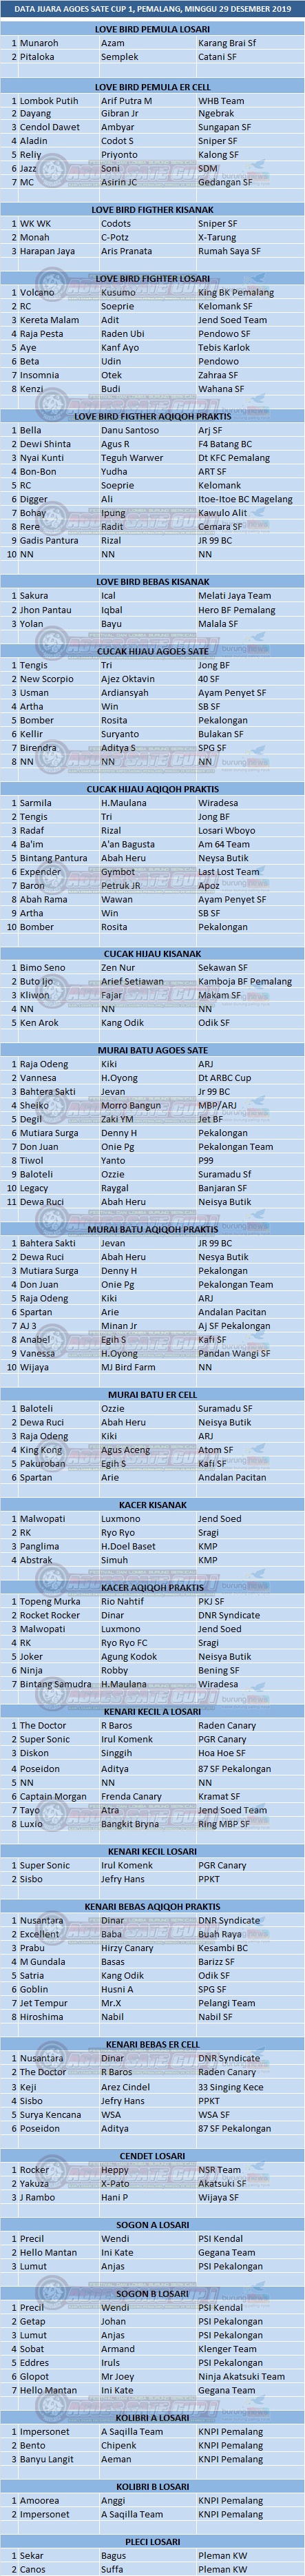 DATA JUARA AGOES SATE CUP 1, PEMALANG, MINGGU 29 DESEMBER 2019
LOVE BIRD PEMULA LOSARI
1 Munaroh Azam Karang Brai Sf
2 Pitaloka Semplek Catani SF
LOVE BIRD PEMULA ER CELL
1 Lombok Putih Arif Putra M WHB Team
2 Dayang Gibran Jr Ngebrak
3 Cendol Dawet Ambyar Sungapan SF
4 Aladin Codot S Sniper SF
5 Reliy Priyonto Kalong SF
6 Jazz Soni SDM
7 MC Asirin JC Gedangan SF
LOVE BIRD FIGTHER KISANAK
1 WK WK Codots Sniper SF
2 Monah C-Potz X-Tarung
3 Harapan Jaya Aris Pranata Rumah Saya SF
LOVE BIRD FIGHTER LOSARI
1 Volcano Kusumo King BK Pemalang
2 RC Soeprie Kelomank SF
3 Kereta Malam Adit Jend Soed Team
4 Raja Pesta Raden Ubi Pendowo SF
5 Aye Kanf Ayo Tebis Karlok
6 Beta Udin Pendowo
7 Insomnia Otek Zahraa SF
8 Kenzi Budi Wahana SF
LOVE BIRD FIGTHER AQIQOH PRAKTIS
1 Bella Danu Santoso Arj SF
2 Dewi Shinta Agus R F4 Batang BC
3 Nyai Kunti Teguh Warwer Dt KFC Pemalang
4 Bon-Bon Yudha ART SF
5 RC Soeprie Kelomank
6 Digger Ali Itoe-Itoe BC Magelang
7 Bohay Ipung Kawulo Alit
8 Rere Radit Cemara SF
9 Gadis Pantura Rizal JR 99 BC
10 NN NN NN
LOVE BIRD BEBAS KISANAK
1 Sakura Ical Melati Jaya Team
2 Jhon Pantau Iqbal Hero BF Pemalang
3 Yolan Bayu Malala SF
CUCAK HIJAU AGOES SATE
1 Tengis Tri Jong BF
2 New Scorpio Ajez Oktavin 40 SF
3 Usman Ardiansyah Ayam Penyet SF
4 Artha Win SB SF
5 Bomber Rosita Pekalongan
6 Kellir Suryanto Bulakan SF
7 Birendra Aditya S SPG SF
8 NN NN NN
CUCAK HIJAU AQIQOH PRAKTIS
1 Sarmila H.Maulana Wiradesa
2 Tengis Tri Jong BF
3 Radaf Rizal Losari Wboyo
4 Ba'im A'an Bagusta Am 64 Team
5 Bintang Pantura Abah Heru Neysa Butik
6 Expender Gymbot Last Lost Team
7 Baron Petruk JR Apoz
8 Abah Rama Wawan Ayam Penyet SF
9 Artha Win SB SF
10 Bomber Rosita Pekalongan
CUCAK HIJAU KISANAK
1 Bimo Seno Zen Nur Sekawan SF
2 Buto Ijo Arief Setiawan Kamboja BF Pemalang
3 Kliwon Fajar Makam SF
4 NN NN NN
5 Ken Arok Kang Odik Odik SF
MURAI BATU AGOES SATE
1 Raja Odeng Kiki ARJ
2 Vannesa H.Oyong Dt ARBC Cup
3 Bahtera Sakti Jevan Jr 99 BC
4 Sheiko Morro Bangun MBP/ARJ
5 Degil Zaki YM Jet BF
6 Mutiara Surga Denny H Pekalongan
7 Don Juan Onie Pg Pekalongan Team
8 Tiwol Yanto P99
9 Baloteli Ozzie Suramadu Sf
10 Legacy Raygal Banjaran SF
11 Dewa Ruci Abah Heru Neisya Butik
MURAI BATU AQIQOH PRAKTIS
1 Bahtera Sakti Jevan JR 99 BC
2 Dewa Ruci Abah Heru Nesya Butik
3 Mutiara Surga Denny H Pekalongan
4 Don Juan Onie Pg Pekalongan Team
5 Raja Odeng Kiki ARJ
6 Spartan Arie Andalan Pacitan
7 AJ 3 Minan Jr Aj SF Pekalongan
8 Anabel Egih S Kafi SF
9 Vanessa H.Oyong Pandan Wangi SF
10 Wijaya MJ Bird Farm NN
MURAI BATU ER CELL
1 Baloteli Ozzie Suramadu SF
2 Dewa Ruci Abah Heru Neisya Butik
3 Raja Odeng Kiki ARJ
4 King Kong Agus Aceng Atom SF
5 Pakuroban Egih S Kafi SF
6 Spartan Arie Andalan Pacitan
KACER KISANAK
1 Malwopati Luxmono Jend Soed
2 RK Ryo Ryo Sragi
3 Panglima H.Doel Baset KMP
4 Abstrak Simuh KMP
KACER AQIQOH PRAKTIS
1 Topeng Murka Rio Nahtif PKJ SF
2 Rocket Rocker Dinar DNR Syndicate
3 Malwopati Luxmono Jend Soed
4 RK Ryo Ryo FC Sragi
5 Joker Agung Kodok Neisya Butik
6 Ninja Robby Bening SF
7 Bintang Samudra H.Maulana Wiradesa
KENARI KECIL A LOSARI
1 The Doctor R Baros Raden Canary
2 Super Sonic Irul Komenk PGR Canary
3 Diskon Singgih Hoa Hoe SF
4 Poseidon Aditya 87 SF Pekalongan
5 NN NN NN
6 Captain Morgan Frenda Canary Kramat SF
7 Tayo Atra Jend Soed Team
8 Luxio Bangkit Bryna Ring MBP SF
KENARI KECIL LOSARI
1 Super Sonic Irul Komenk PGR Canary
2 Sisbo Jefry Hans PPKT
KENARI BEBAS AQIQOH PRAKTIS
1 Nusantara Dinar DNR Syndicate
2 Excellent Baba Buah Raya
3 Prabu Hirzy Canary Kesambi BC
4 M Gundala Basas Barizz SF
5 Satria Kang Odik Odik SF
6 Goblin Husni A SPG SF
7 Jet Tempur Mr.X Pelangi Team
8 Hiroshima Nabil Nabil SF
KENARI BEBAS ER CELL
1 Nusantara Dinar DNR Syndicate
2 The Doctor R Baros Raden Canary
3 Keji Arez Cindel 33 Singing Kece
4 Sisbo Jefry Hans PPKT
5 Surya Kencana WSA WSA SF
6 Poseidon Aditya 87 SF Pekalongan
CENDET LOSARI
1 Rocker Heppy NSR Team
2 Yakuza X-Pato Akatsuki SF
3 J Rambo Hani P Wijaya SF
SOGON A LOSARI
1 Precil Wendi PSI Kendal
2 Hello Mantan Ini Kate Gegana Team
3 Lumut Anjas PSI Pekalongan
SOGON B LOSARI
1 Precil Wendi PSI Kendal
2 Getap Johan PSI Pekalongan
3 Lumut Anjas PSI Pekalongan
4 Sobat Armand Klenger Team
5 Eddres Iruls PSI Pekalongan
6 Glopot Mr Joey Ninja Akatsuki Team
7 Hello Mantan Ini Kate Gegana Team
KOLIBRI A LOSARI
1 Impersonet A Saqilla Team KNPI Pemalang
2 Bento Chipenk KNPI Pemalang
3 Banyu Langit Aeman KNPI Pemalang
KOLIBRI B LOSARI
1 Amoorea Anggi KNPI Pemalang
2 Impersonet A Saqilla Team KNPI Pemalang
PLECI LOSARI
1 Sekar Bagus Pleman KW
2 Canos Suffa Pleman KW